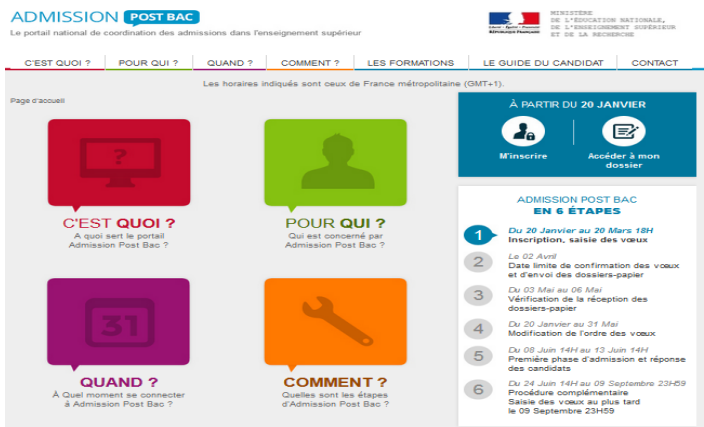 ADMISSION POST BAC
Le portail national de coordination des admissions dans l'enseignement supérieur
Liberté • Égalité • Fraternité
RÉPUBLIQUE FRANÇAISE
MINISTÈRE
DE L'ÉDUCATION NATIONALE,
DE L'ENSEIGNEMENT SUPÉRIEUR
ET DE LA RECHERCHE
C'EST QUOI ? POUR QUI ? QUAND ? COMMENT ? LES FORMATIONS LE GUIDE DU CANDIDAT CONTACT
Les horaires indiqués sont ceux de France métropolitaine (GMT+1).
Page d'accueil
?
C'EST QUOI ?
A quoi sert le portail
Admission Post Bac ?
POUR QUI ?
Qui est concerné par
Admission Post Bac ?
31
QUAND ?
À Quel moment se connecter
à Admission Post Bac ?
COMMENT ?
Quelles sont les étapes
d'Admission Post Bac ?
À PARTIR DU 20 JANVIER
M'inscrire
Accéder à mon
dossier
ADMISSION POST BAC
EN 6 ÉTAPES
1 Du 20 Janvier au 20 Mars 18H
Inscription, saisie des vœux
2 Le 02 Avril
Date limite de confirmation des vœux
et d'envoi des dossiers-papier
3 Du 03 Mai au 06 Mai
Vérification de la réception des
dossiers-papier
4 Du 20 Janvier au 31 Mai
Modification de l'ordre des vœux
5 Du 08 Juin 14H au 13 Juin 14H
Première phase d'admission et réponse
des candidats
6 Du 24 Juin 14H au 09 Septembre 23H59
Procédure complémentaire
Saisie des vœux au plus tard
le 09 Septembre 23H59